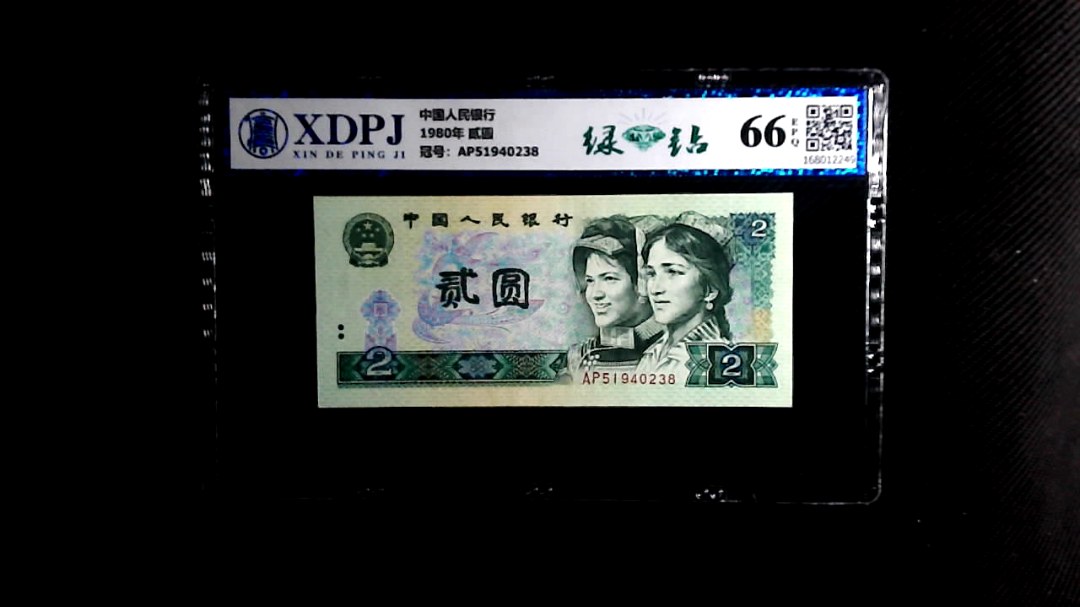 XDPJ
XIN DE PING JI
中国人民银行
1980年 贰圆
冠号: AP51940238
绿钻
66
EPQ
168012249
中国人民银行
2
贰圆
2
AP51940238
2